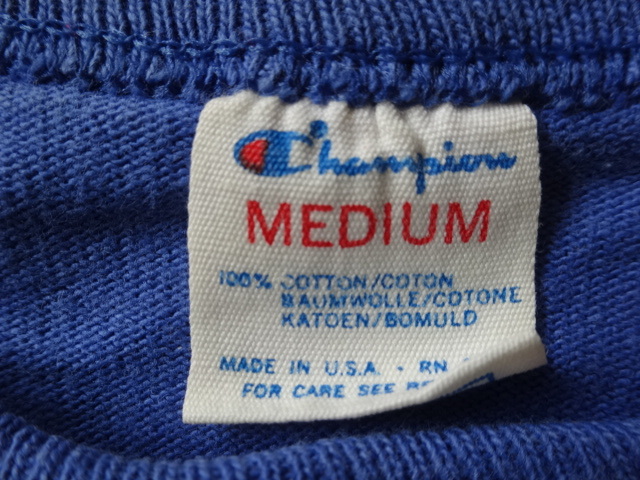 Champion
MEDIUM
100% COTTON/COTON
BAUMWOLLE/COTONE
KATOEN/BOMULD
MADE IN U.S.A. - RN
FOR CARE SEE